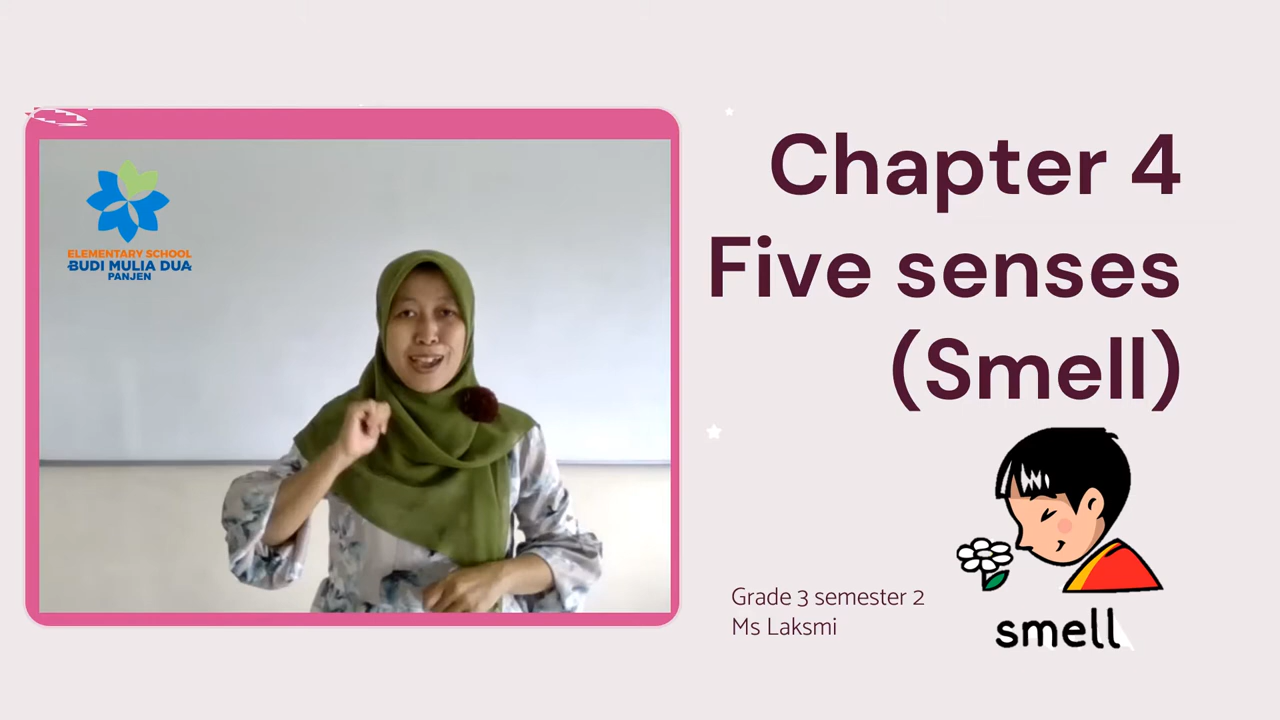 ELEMENTARY SCHOOL
BUDI MULIA DUA
PANJEN
Chapter 4
Five senses
(Smell)
Grade 3 semester 2
Ms Laksmi
smell